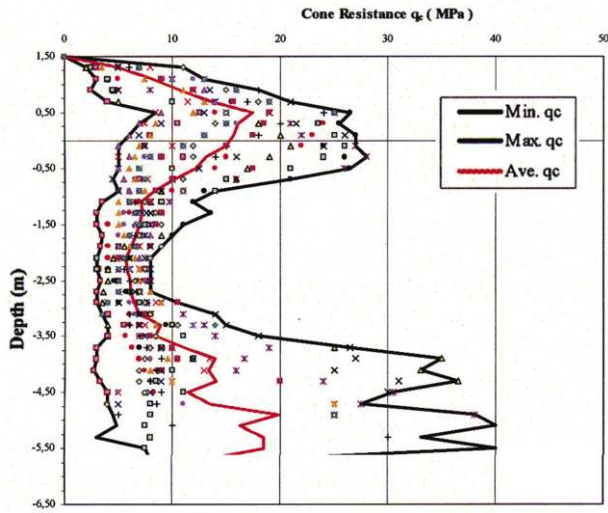 Cone Resistance qc ( MPa)
0 10 20 30 40 50
1,50
0,50
-0,50
-1,50
-2,50
-3,50
-4,50
-5,50
-6,50
Depth (m)
Min. qc
Max. qc
Ave. qc